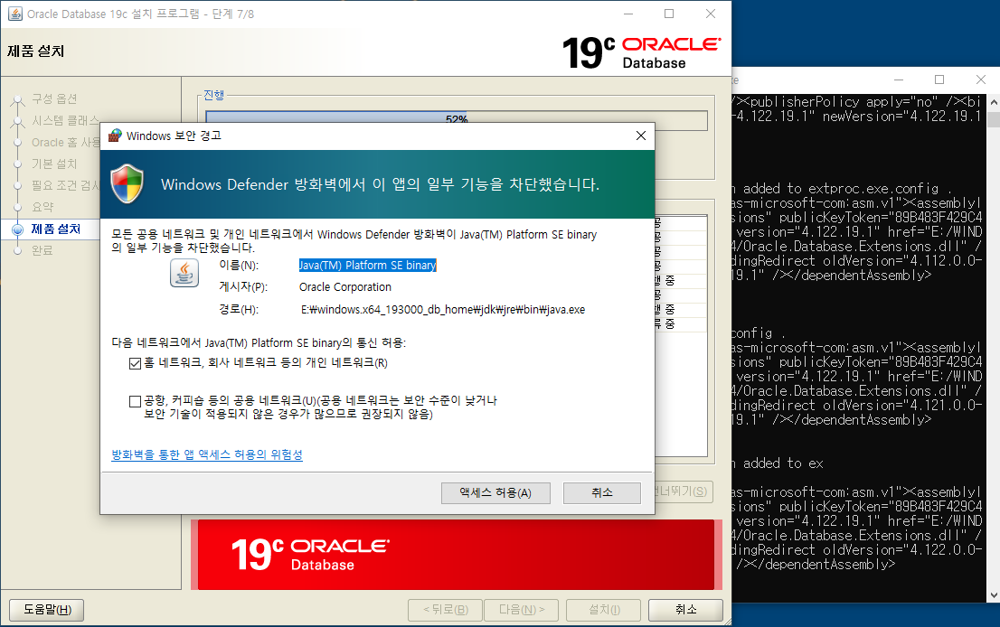 Oracle Database 19c 설치 프로그램 - 단계 7/8
제품 설치
19c ORACLE
Database
구성 옵션
시스템 클래스
Oracle 홈 사용
기본 설치
필요 조건 검사
요약
제품 설치
완료
진행
52%
Windows 보안 경고
Windows Defender 방화벽에서 이 앱의 일부 기능을 차단했습니다.
모든 공용 네트워크 및 개인 네트워크에서 Windows Defender 방화벽이 Java(TM) Platform SE binary
의 일부 기능을 차단했습니다.
이름(N): Java(TM) Platform SE binary
게시자(P): Oracle Corporation
경로(H): E:₩windows.x64_193000_db_home₩jdk₩jre₩bin₩java.exe
다음 네트워크에서 Java(TM) Platform SE binary의 통신 허용:
홈 네트워크, 회사 네트워크 등의 개인 네트워크(R)
공항, 커피숍 등의 공용 네트워크(U)(공용 네트워크는 보안 수준이 낮거나
보안 기술이 적용되지 않은 경우가 많으므로 권장되지 않음)
방화벽을 통한 앱 액세스 허용의 위험성
액세스 허용(A)
취소
공
공
공
공
행 중
공
행 중
류 중
건너뛰기(S)
19c ORACLE
Database
도움말(H)
< 뒤로(B)
다음(N) >
설치(I)
취소
/><publisherPolicy apply="no" /><bi
-4.122.19.1" newVersion="4.122.19.1
n added to extproc.exe.config .
as-microsoft-com:asm.v1"><assemblyI
sions" publicKeyToken="89B483F429C4
 version="4.122.19.1" href="E:/WIND
4/Oracle.Database.Extensions.dll" /
dingRedirect oldVersion="4.112.0.0-
19.1" /></dependentAssembly>
config .
as-microsoft-com:asm.v1"><assemblyI
sions" publicKeyToken="89B483F429C4
 version="4.122.19.1" href="E:/WIND
4/Oracle.Database.Extensions.dll" /
dingRedirect oldVersion="4.121.0.0-
19.1" /></dependentAssembly>
n added to ex
as-microsoft-com:asm.v1"><assemblyI
sions" publicKeyToken="89B483F429C4
 version="4.122.19.1" href="E:/WIND
4/Oracle.Database.Extensions.dll" /
dingRedirect oldVersion="4.122.0.0-
 /></dependentAssembly>